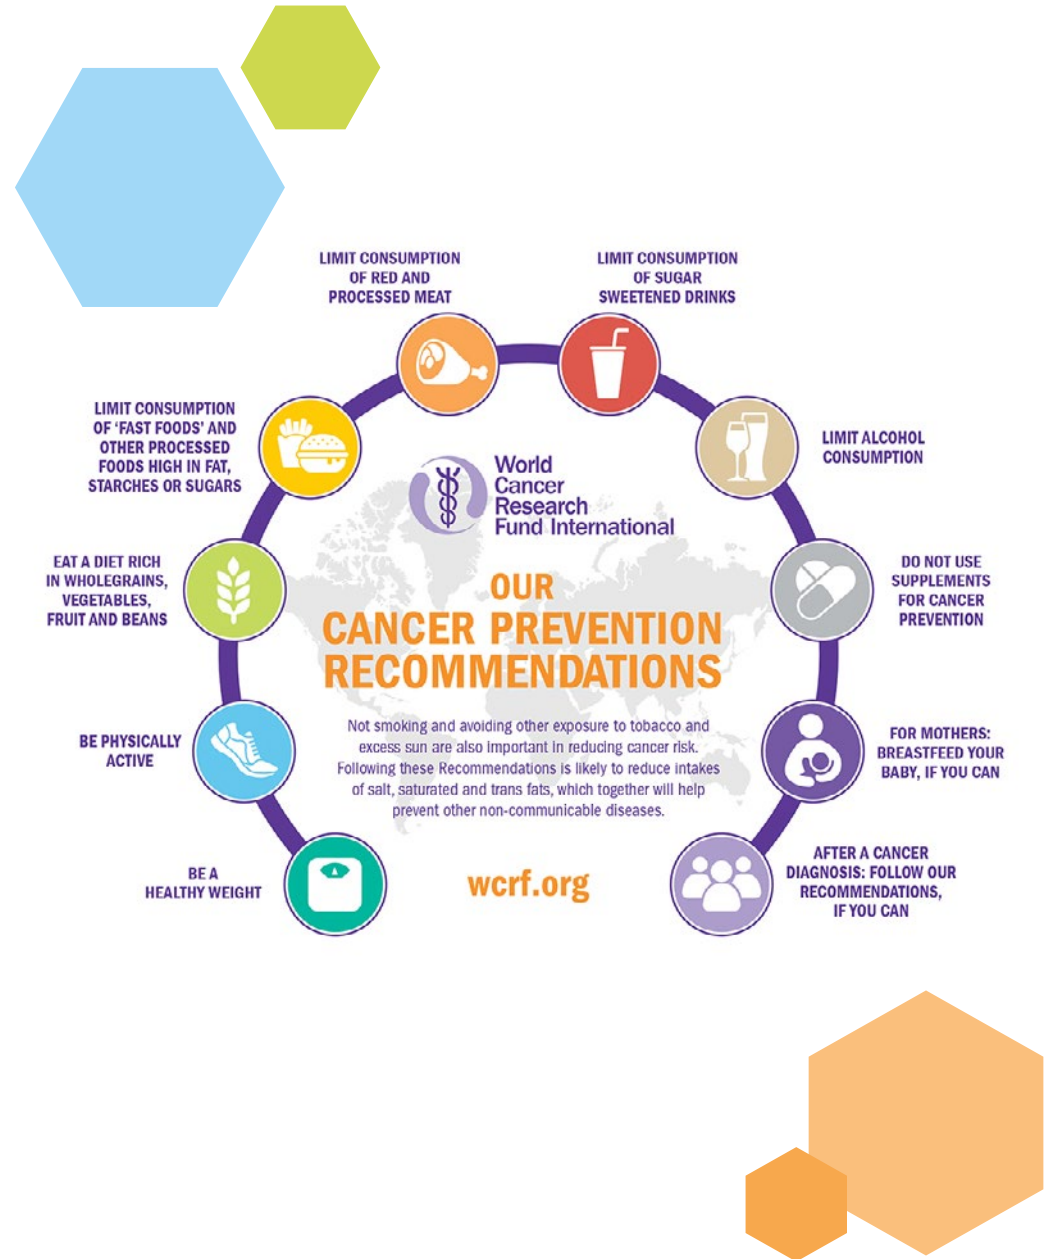 LIMIT CONSUMPTION
OF RED AND
PROCESSED MEAT
LIMIT CONSUMPTION
OF SUGAR
SWEETENED DRINKS
LIMIT CONSUMPTION
OF ‘FAST FOODS’ AND
OTHER PROCESSED
FOODS HIGH IN FAT,
STARCHES OR SUGARS
LIMIT ALCOHOL
CONSUMPTION
World
Cancer
Research
Fund International
EAT A DIET RICH
IN WHOLEGRAINS,
VEGETABLES,
FRUIT AND BEANS
DO NOT USE
SUPPLEMENTS
FOR CANCER
PREVENTION
OUR
CANCER PREVENTION
RECOMMENDATIONS
Not smoking and avoiding other exposure to tobacco and
excess sun are also important in reducing cancer risk.
Following these Recommendations is likely to reduce intakes
of salt, saturated and trans fats, which together will help
prevent other non-communicable diseases.
BE PHYSICALLY
ACTIVE
FOR MOTHERS:
BREASTFEED YOUR
BABY, IF YOU CAN
BE A
HEALTHY WEIGHT
wcrf.org
AFTER A CANCER
DIAGNOSIS: FOLLOW OUR
RECOMMENDATIONS,
IF YOU CAN